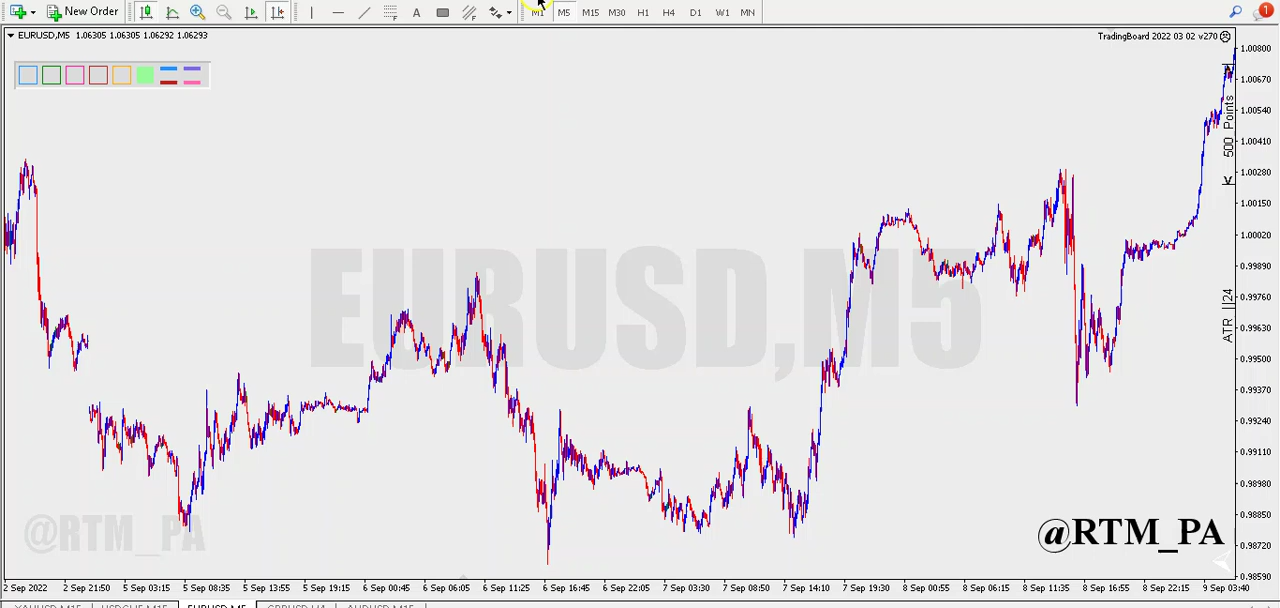 New Order
A
M1 M5 M15 M30 H1 H4 D1 W1 MN
1
EURUSD,M5 1.06305 1.06305 1.06292 1.06293
TradingBoard 2022 03 02 v270
1.00800
1.00670
1.00540
1.00410
1.00280
1.00150
1.00020
0.99890
0.99760
0.99630
0.99500
0.99370
0.99240
0.99110
0.98980
0.98850
0.98720
0.98590
500 Points
ATR ||24
EURUSD,M5
@RTM_PA
@RTM_PA
2 Sep 2022 2 Sep 21:50 5 Sep 03:15 5 Sep 08:35 5 Sep 13:55 5 Sep 19:15 6 Sep 00:45 6 Sep 06:05 6 Sep 11:25 6 Sep 16:45 6 Sep 22:05 7 Sep 03:25 7 Sep 08:50 7 Sep 14:10 7 Sep 19:30 8 Sep 00:55 8 Sep 06:15 8 Sep 11:35 8 Sep 16:55 8 Sep 22:15 9 Sep 03:40
EURUSD,M5